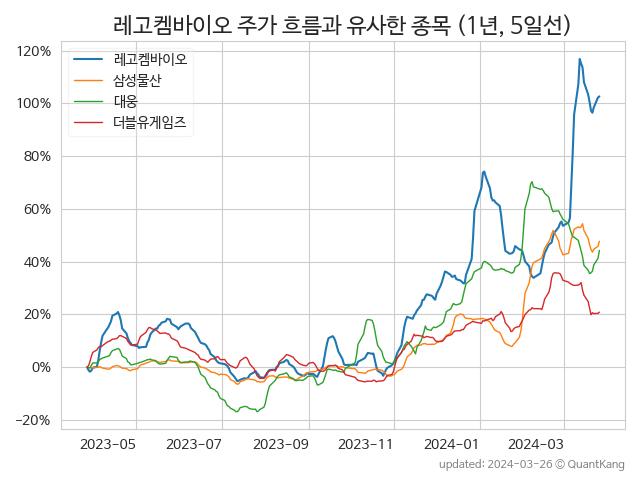 레고켐바이오 주가 흐름과 유사한 종목 (1년, 5일선)
레고켐바이오
삼성물산
대웅
더블유게임즈
120%
100%
80%
60%
40%
20%
0%
−20%
2023-05 2023-07 2023-09 2023-11 2024-01 2024-03
updated: 2024-03-26 © QuantKang